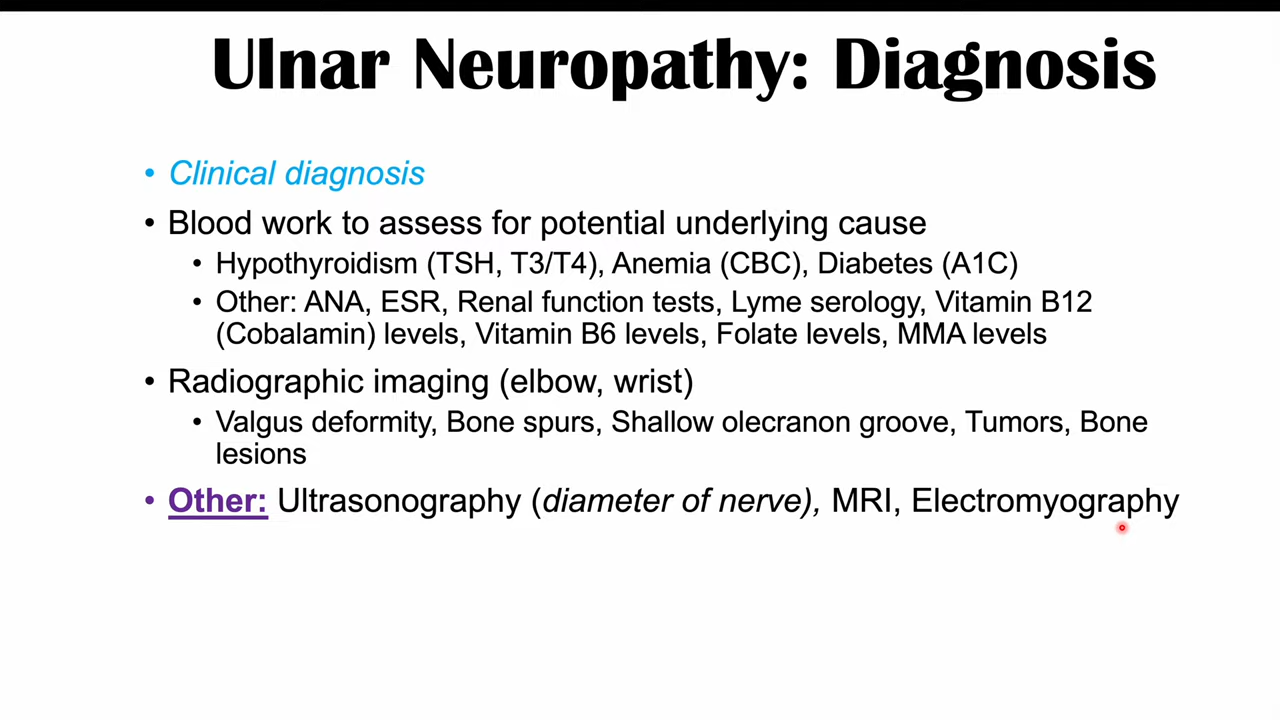 Ulnar Neuropathy: Diagnosis
• Clinical diagnosis
• Blood work to assess for potential underlying cause
• Hypothyroidism (TSH, T3/T4), Anemia (CBC), Diabetes (A1C)
• Other: ANA, ESR, Renal function tests, Lyme serology, Vitamin B12
(Cobalamin) levels, Vitamin B6 levels, Folate levels, MMA levels
• Radiographic imaging (elbow, wrist)
• Valgus deformity, Bone spurs, Shallow olecranon groove, Tumors, Bone
lesions
• Other: Ultrasonography (diameter of nerve), MRI, Electromyography